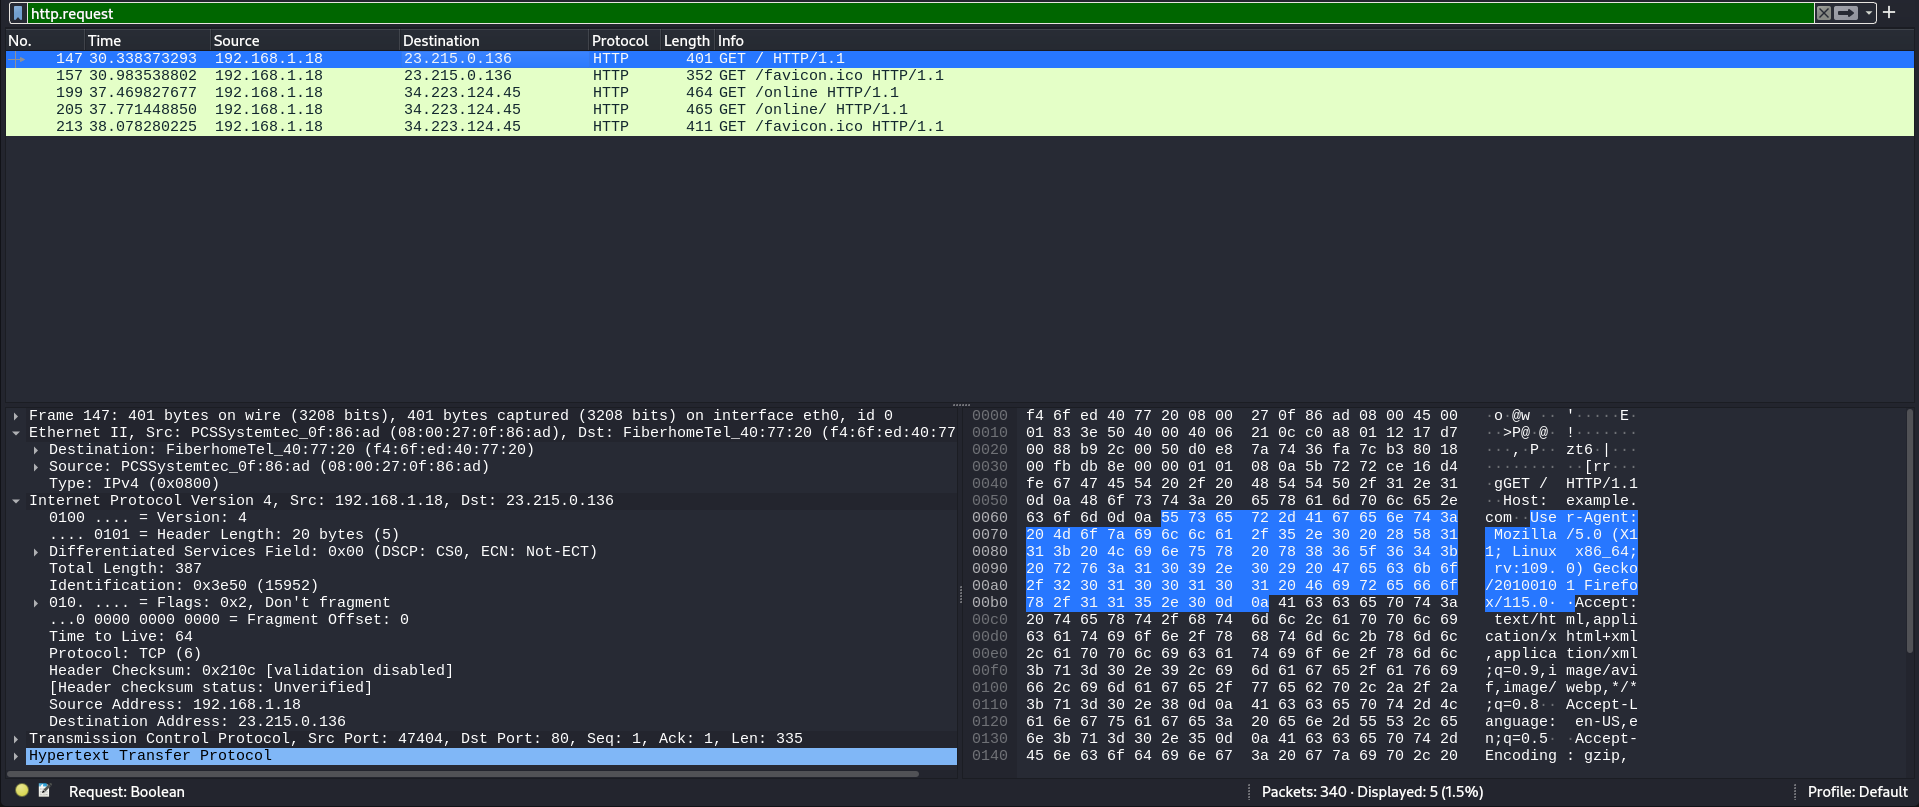 http.request
No. Time Source Destination Protocol Length Info
147 30.338373293 192.168.1.18 23.215.0.136 HTTP 401 GET / HTTP/1.1
157 30.983538802 192.168.1.18 23.215.0.136 HTTP 352 GET /favicon.ico HTTP/1.1
199 37.469827677 192.168.1.18 34.223.124.45 HTTP 464 GET /online HTTP/1.1
205 37.771448850 192.168.1.18 34.223.124.45 HTTP 465 GET /online/ HTTP/1.1
213 38.078280225 192.168.1.18 34.223.124.45 HTTP 411 GET /favicon.ico HTTP/1.1
Frame 147: 401 bytes on wire (3208 bits), 401 bytes captured (3208 bits) on interface eth0, id 0
Ethernet II, Src: PCSSystemtec_0f:86:ad (08:00:27:0f:86:ad), Dst: FiberhomeTel_40:77:20 (f4:6f:ed:40:77
Destination: FiberhomeTel_40:77:20 (f4:6f:ed:40:77:20)
Source: PCSSystemtec_0f:86:ad (08:00:27:0f:86:ad)
Type: IPv4 (0x0800)
Internet Protocol Version 4, Src: 192.168.1.18, Dst: 23.215.0.136
0100 .... = Version: 4
.... 0101 = Header Length: 20 bytes (5)
Differentiated Services Field: 0x00 (DSCP: CS0, ECN: Not-ECT)
Total Length: 387
Identification: 0x3e50 (15952)
010. .... = Flags: 0x2, Don't fragment
...0 0000 0000 0000 = Fragment Offset: 0
Time to Live: 64
Protocol: TCP (6)
Header Checksum: 0x210c [validation disabled]
[Header checksum status: Unverified]
Source Address: 192.168.1.18
Destination Address: 23.215.0.136
Transmission Control Protocol, Src Port: 47404, Dst Port: 80, Seq: 1, Ack: 1, Len: 335
Hypertext Transfer Protocol
0000 f4 6f ed 40 77 20 08 00 27 0f 86 ad 08 00 45 00 ·o·@w ·· '·····E·
0010 01 83 3e 50 40 00 40 06 21 0c c0 a8 01 12 17 d7 ··>P@·@· !·······
0020 00 88 b9 2c 00 50 d0 e8 7a 74 36 fa 7c b3 80 18 ···,·P·· zt6·|···
0030 00 fb db 8e 00 00 01 01 08 0a 5b 72 72 ce 16 d4 ········ ··[rr···
0040 fe 67 47 45 54 20 2f 20 48 54 54 50 2f 31 2e 31 ·gGET / HTTP/1.1
0050 0d 0a 48 6f 73 74 3a 20 65 78 61 6d 70 6c 65 2e ··Host: example.
0060 63 6f 6d 0d 0a 55 73 65 72 2d 41 67 65 6e 74 3a com··Use r-Agent:
0070 20 4d 6f 7a 69 6c 6c 61 2f 35 2e 30 20 28 58 31 Mozilla /5.0 (X1
0080 31 3b 20 4c 69 6e 75 78 20 78 38 36 5f 36 34 3b 1; Linux x86_64;
0090 20 72 76 3a 31 30 39 2e 30 29 20 47 65 63 6b 6f rv:109. 0) Gecko
00a0 2f 32 30 31 30 30 31 30 31 20 46 69 72 65 66 6f /2010010 1 Firefo
00b0 78 2f 31 31 35 2e 30 0d 0a 41 63 63 65 70 74 3a x/115.0· ·Accept:
00c0 20 74 65 78 74 2f 68 74 6d 6c 2c 61 70 70 6c 69 text/ht ml,appli
00d0 63 61 74 69 6f 6e 2f 78 68 74 6d 6c 2b 78 6d 6c cation/x html+xml
00e0 2c 61 70 70 6c 69 63 61 74 69 6f 6e 2f 78 6d 6c ,applica tion/xml
00f0 3b 71 3d 30 2e 39 2c 69 6d 61 67 65 2f 61 76 69 ;q=0.9,i mage/avi
0100 66 2c 69 6d 61 67 65 2f 77 65 62 70 2c 2a 2f 2a f,image/ webp,*/*
0110 3b 71 3d 30 2e 38 0d 0a 41 63 63 65 70 74 2d 4c ;q=0.8·· Accept-L
0120 61 6e 67 75 61 67 65 3a 20 65 6e 2d 55 53 2c 65 anguage: en-US,e
0130 6e 3b 71 3d 30 2e 35 0d 0a 41 63 63 65 70 74 2d n;q=0.5· ·Accept-
0140 45 6e 63 6f 64 69 6e 67 3a 20 67 7a 69 70 2c 20 Encoding : gzip,
Request: Boolean Packets: 340 · Displayed: 5 (1.5%) Profile: Default